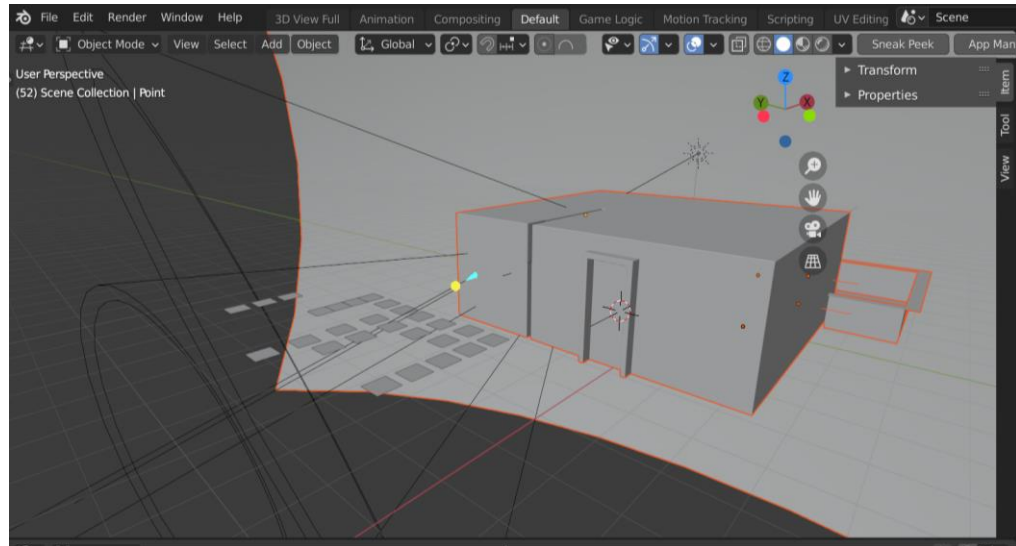 File Edit Render Window Help 3D View Full Animation Compositing Default Game Logic Motion Tracking Scripting UV Editing Scene
Object Mode View Select Add Object Global Sneak Peek App Man
User Perspective
(52) Scene Collection | Point
Transform
Properties
Item
Tool
View
Z
Y
X